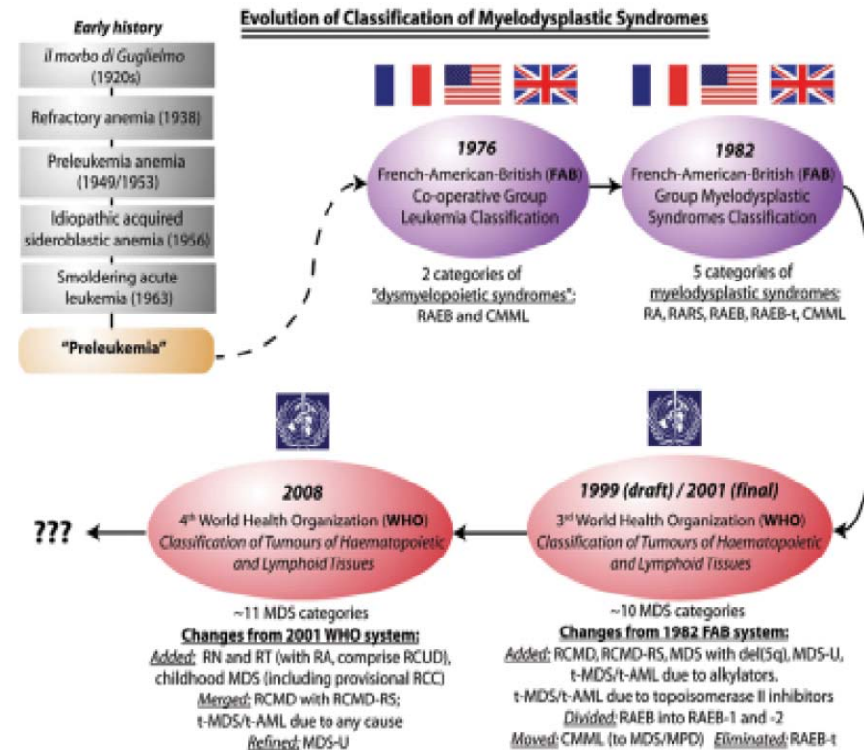 Evolution of Classification of Myelodysplastic Syndromes
Early history
il morbo di Guglielmo
(1920s)
Refractory anemia (1938)
Preleukemia anemia
(1949/1953)
Idiopathic acquired
sideroblastic anemia (1956)
Smoldering acute
leukemia (1963)
"Preleukemia"
1976
French-American-British (FAB)
Co-operative Group
Leukemia Classification
2 categories of
"dysmyelopoietic syndromes":
RAEB and CMML
1982
French-American-British (FAB)
Group Myelodysplastic
Syndromes Classification
5 categories of
myelodysplastic syndromes:
RA, RARS, RAEB, RAEB-t, CMML
1999 (draft) / 2001 (final)
3rd World Health Organization (WHO)
Classification of Tumours of Haematopoietic
and Lymphoid Tissues
~10 MDS categories
Changes from 1982 FAB system:
Added: RCMD, RCMD-RS, MDS with del(5q), MDS-U,
t-MDS/t-AML due to alkylators.
t-MDS/t-AML due to topoisomerase II inhibitors
Divided: RAEB into RAEB-1 and -2
Moved: CMML (to MDS/MPD) Eliminated: RAEB-t
2008
4th World Health Organization (WHO)
Classification of Tumours of Haematopoietic
and Lymphoid Tissues
~11 MDS categories
Changes from 2001 WHO system:
Added: RN and RT (with RA, comprise RCUD),
childhood MDS (including provisional RCC)
Merged: RCMD with RCMD-RS;
t-MDS/t-AML due to any cause
Refined: MDS-U
???